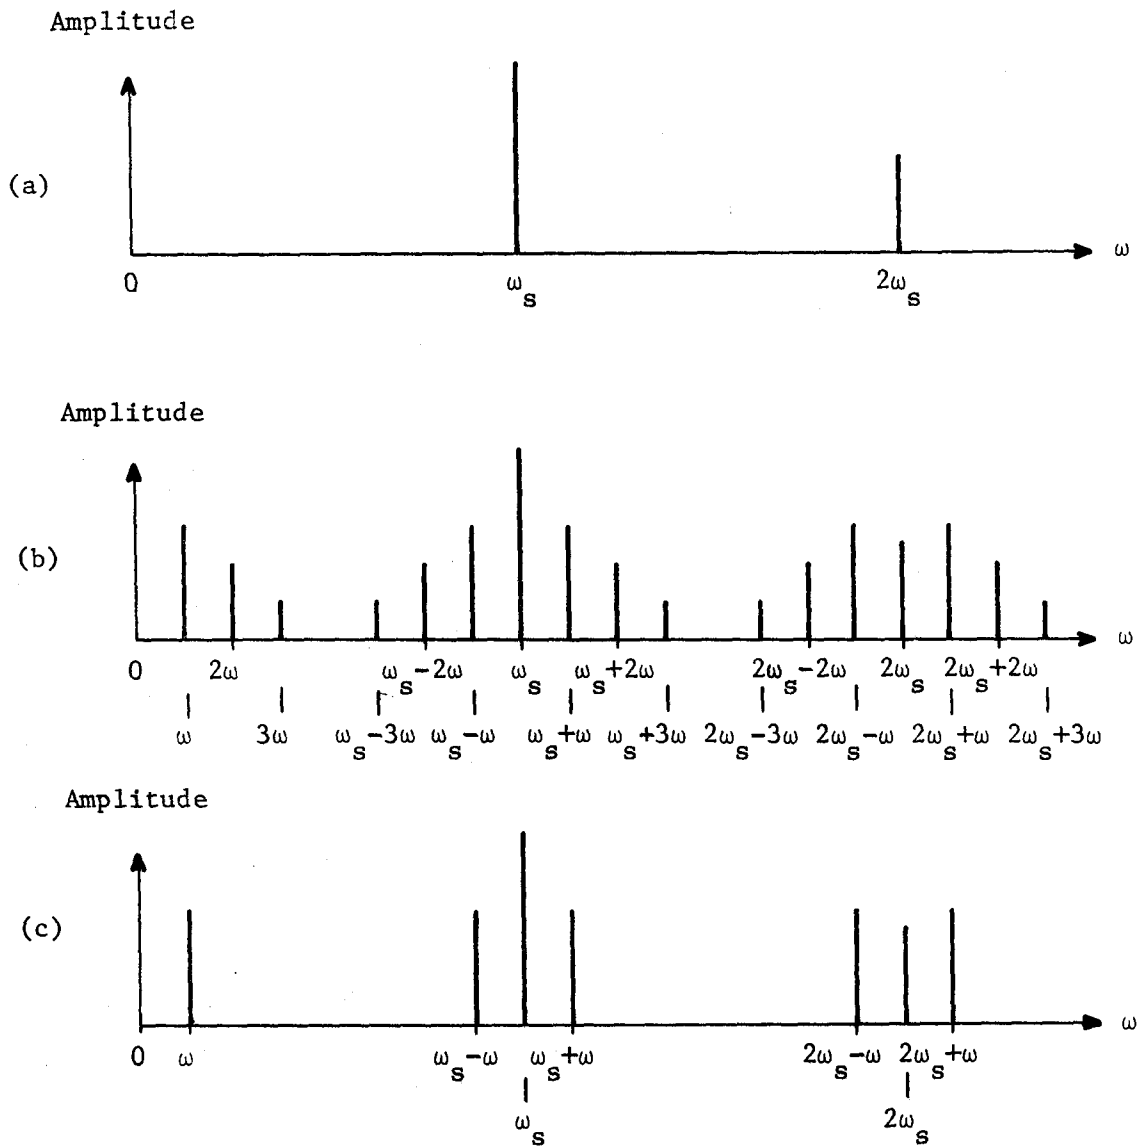 Amplitude
(a)
ω
0 ωs 2ωs
Amplitude
(b)
ω
0 2ω ωs-2ω ωs ωs+2ω 2ωs-2ω 2ωs 2ωs+2ω
ω 3ω ωs-3ω ωs-ω ωs+ω ωs+3ω 2ωs-3ω 2ωs-ω 2ωs+ω 2ωs+3ω
Amplitude
(c)
ω
0 ω ωs-ω ωs+ω 2ωs-ω 2ωs+ω
ωs 2ωs